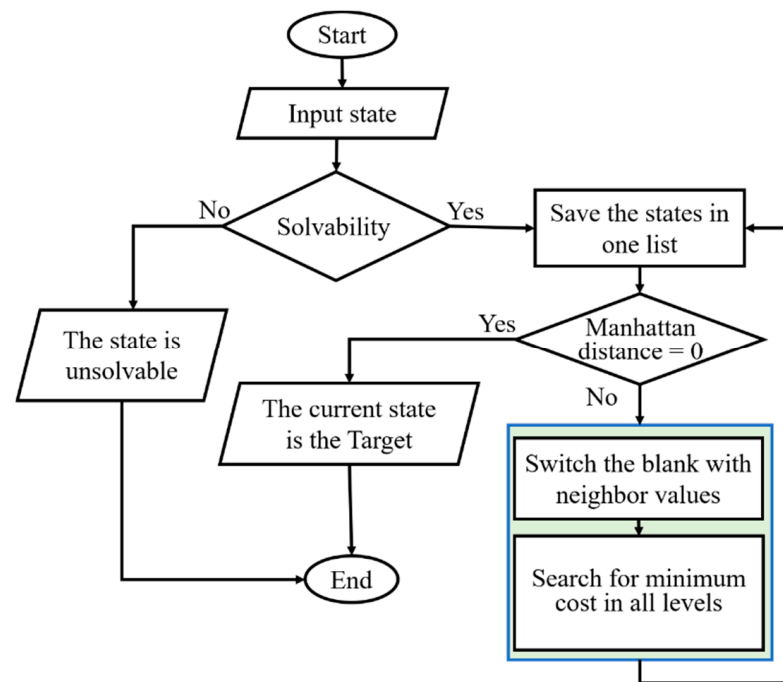 Start
Input state
Solvability
No
Yes
Save the states in
one list
The state is
unsolvable
Yes
Manhattan
distance = 0
The current state
is the Target
No
Switch the blank with
neighbor values
Search for minimum
cost in all levels
End